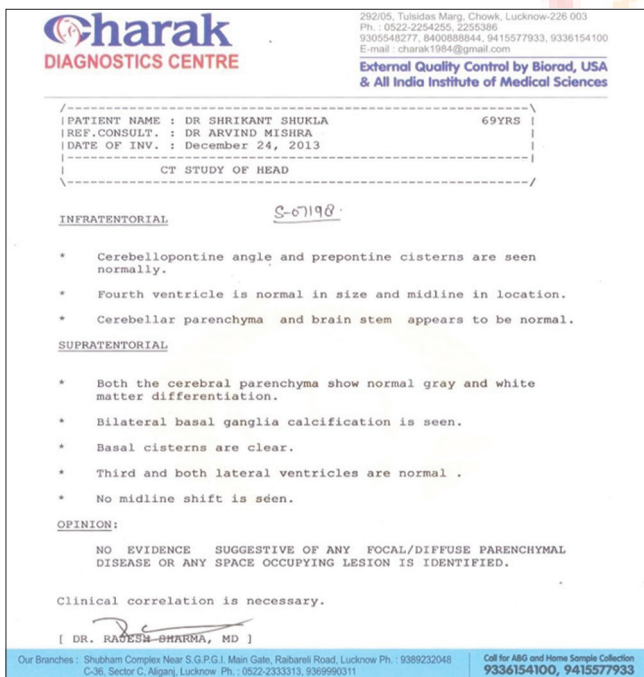 Charak
DIAGNOSTICS CENTRE
292/05, Tulsidas Marg, Chowk, Lucknow-226 003
Ph. : 0522-2254255, 2255386
9305548277, 8400888844, 9415577933, 9336154100
E-mail : charak1984@gmail.com
External Quality Control by Biorad, USA
& All India Institute of Medical Sciences
PATIENT NAME : DR SHRIKANT SHUKLA 69YRS
REF.CONSULT. : DR ARVIND MISHRA
DATE OF INV. : December 24, 2013
CT STUDY OF HEAD
S-07198
INFRATENTORIAL
* Cerebellopontine angle and prepontine cisterns are seen
normally.
* Fourth ventricle is normal in size and midline in location.
* Cerebellar parenchyma and brain stem appears to be normal.
SUPRATENTORIAL
* Both the cerebral parenchyma show normal gray and white
matter differentiation.
* Bilateral basal ganglia calcification is seen.
* Basal cisterns are clear.
* Third and both lateral ventricles are normal .
* No midline shift is seen.
OPINION:
NO EVIDENCE SUGGESTIVE OF ANY FOCAL/DIFFUSE PARENCHYMAL
DISEASE OR ANY SPACE OCCUPYING LESION IS IDENTIFIED.
Clinical correlation is necessary.
[ DR. RAJESH SHARMA, MD ]
Our Branches : Shubham Complex Near S.G.P.G.I. Main Gate, Raibareli Road, Lucknow Ph. : 9389232048
C-36, Sector C, Aliganj, Lucknow Ph. : 0522-2333313, 9369990311
Call for ABG and Home Sample Collection
9336154100, 9415577933